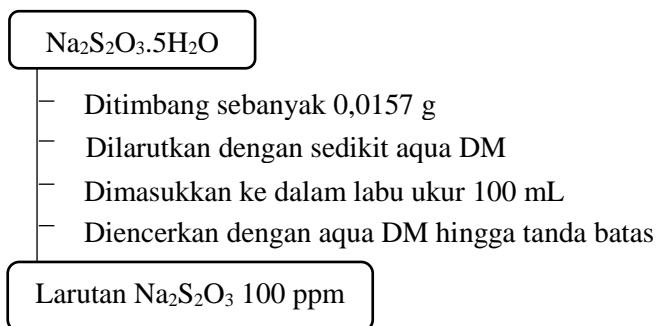 Na₂S₂O₃.5H₂O
– Ditimbang sebanyak 0,0157 g
– Dilarutkan dengan sedikit aqua DM
– Dimasukkan ke dalam labu ukur 100 mL
– Diencerkan dengan aqua DM hingga tanda batas
Larutan Na₂S₂O₃ 100 ppm